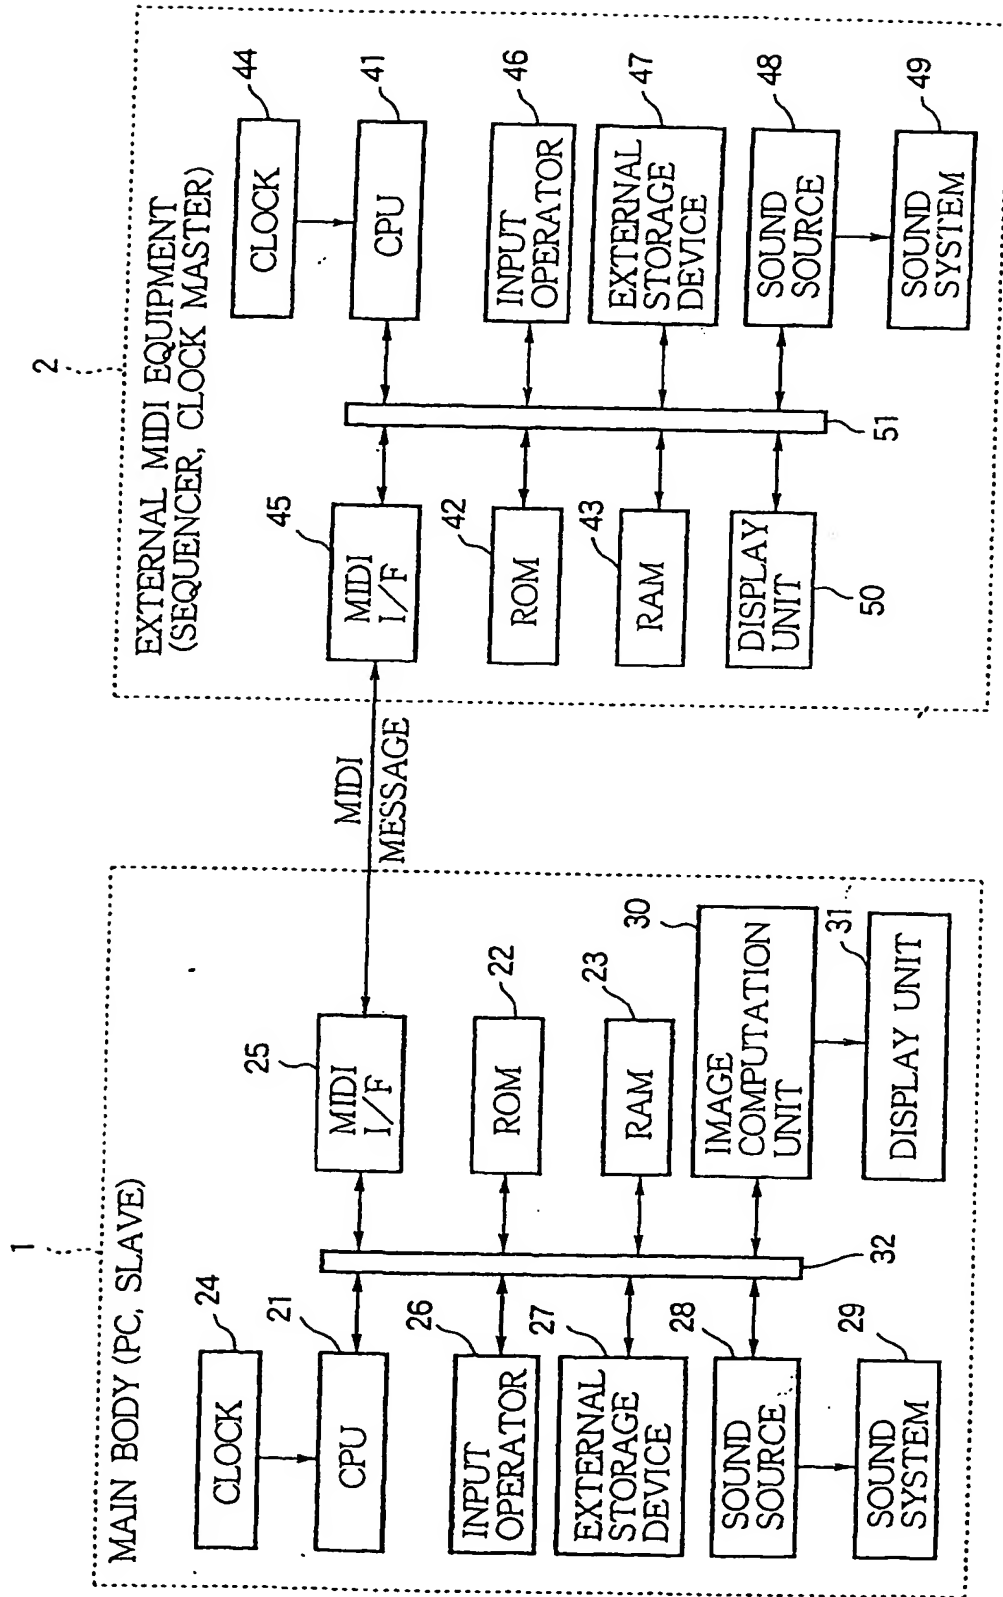 1
MAIN BODY (PC, SLAVE)
24
CLOCK
21
CPU
26
INPUT
OPERATOR
27
EXTERNAL
STORAGE
DEVICE
28
SOUND
SOURCE
29
SOUND
SYSTEM
25
MIDI
I/F
22
ROM
23
RAM
30
IMAGE
COMPUTATION
UNIT
31
DISPLAY UNIT
32
MIDI
MESSAGE
2
EXTERNAL MIDI EQUIPMENT
(SEQUENCER, CLOCK MASTER)
45
MIDI
I/F
42
ROM
43
RAM
DISPLAY
UNIT
50
51
44
CLOCK
41
CPU
46
INPUT
OPERATOR
47
EXTERNAL
STORAGE
DEVICE
48
SOUND
SOURCE
49
SOUND
SYSTEM